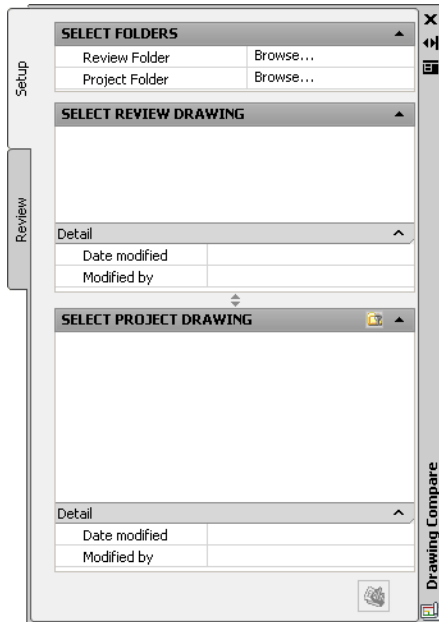 Setup
Review
SELECT FOLDERS
Review Folder Browse...
Project Folder Browse...
SELECT REVIEW DRAWING
Detail
Date modified
Modified by
SELECT PROJECT DRAWING
Detail
Date modified
Modified by
Drawing Compare